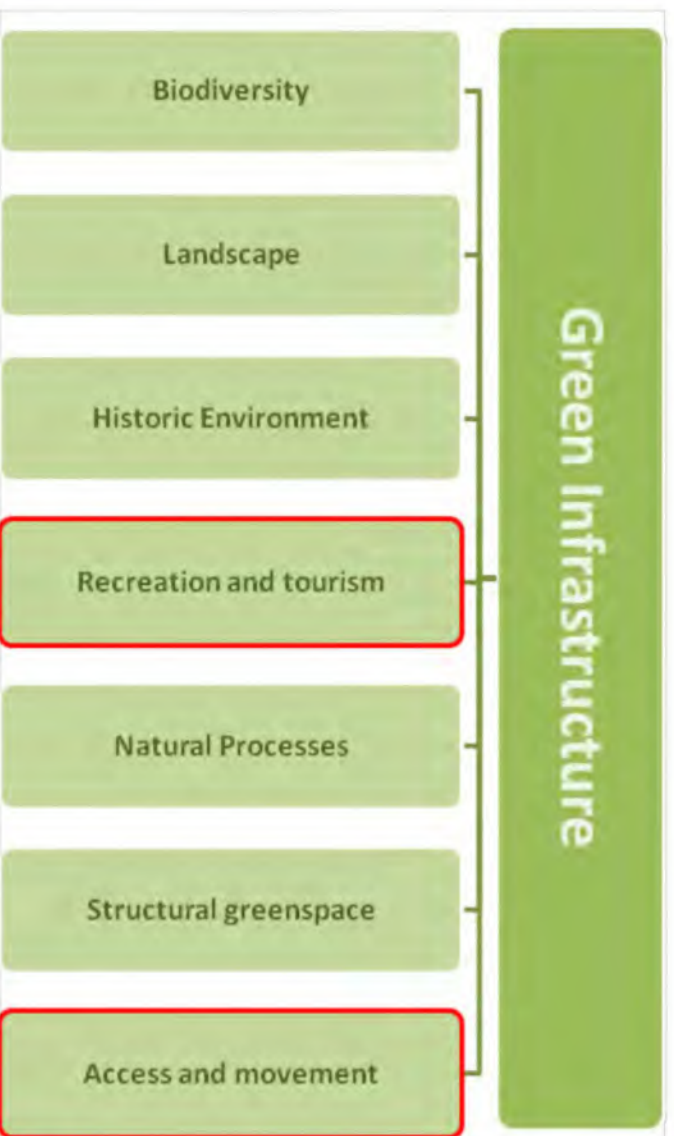 Biodiversity
Landscape
Historic Environment
Recreation and tourism
Natural Processes
Structural greenspace
Access and movement
Green Infrastructure